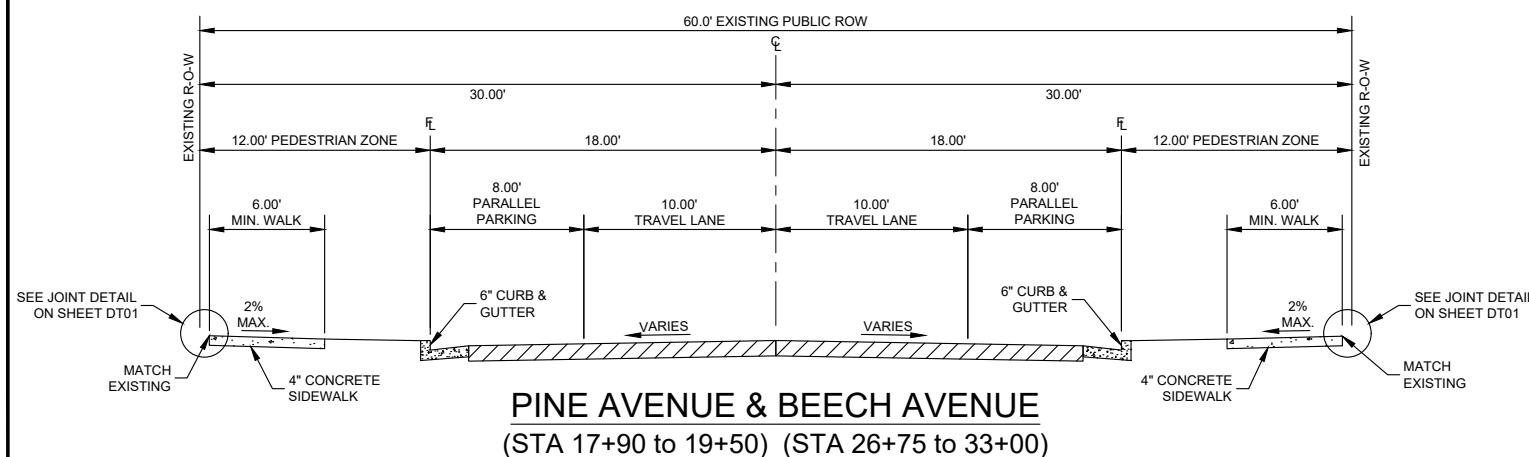 60.0' EXISTING PUBLIC ROW
℄
EXISTING R-O-W
30.00'
30.00'
EXISTING R-O-W
FL
FL
12.00' PEDESTRIAN ZONE
18.00'
18.00'
12.00' PEDESTRIAN ZONE
6.00'
MIN. WALK
8.00'
PARALLEL
PARKING
10.00'
TRAVEL LANE
10.00'
TRAVEL LANE
8.00'
PARALLEL
PARKING
6.00'
MIN. WALK
SEE JOINT DETAIL
ON SHEET DT01
2%
MAX.
6" CURB &
GUTTER
VARIES
VARIES
6" CURB &
GUTTER
2%
MAX.
SEE JOINT DETAIL
ON SHEET DT01
MATCH
EXISTING
4" CONCRETE
SIDEWALK
4" CONCRETE
SIDEWALK
MATCH
EXISTING
PINE AVENUE & BEECH AVENUE
(STA 17+90 to 19+50) (STA 26+75 to 33+00)